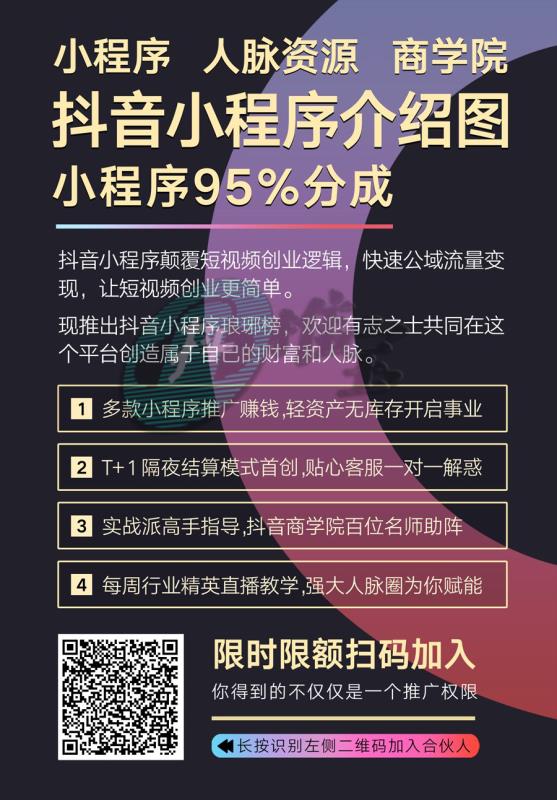 小程序 人脉资源 商学院
抖音小程序介绍图
小程序95%分成
抖音小程序颠覆短视频创业逻辑，快速公域流量变
现，让短视频创业更简单。
现推出抖音小程序琅琊榜，欢迎有志之士共同在这
个平台创造属于自己的财富和人脉。
1 多款小程序推广赚钱,轻资产无库存开启事业
2 T+1隔夜结算模式首创,贴心客服一对一解惑
3 实战派高手指导,抖音商学院百位名师助阵
4 每周行业精英直播教学,强大人脉圈为你赋能
限时限额扫码加入
你得到的不仅仅是一个推广权限
长按识别左侧二维码加入合伙人